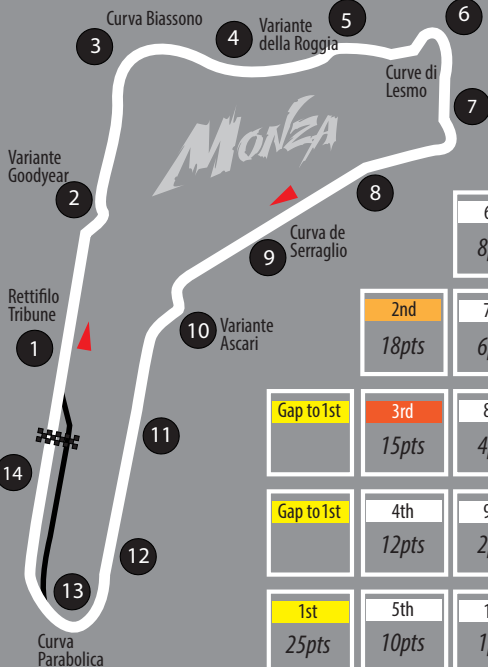 Curva Biassono
3
4
Variante
della Roggia
5
6
Curve di
Lesmo
7
MONZA
Variante
Goodyear
2
8
9
Curva de
Serraglio
Rettifilo
Tribune
1
10
Variante
Ascari
11
14
12
13
Curva
Parabolica
2nd
18pts
Gap to 1st
3rd
15pts
Gap to 1st
4th
12pts
1st
25pts
5th
10pts